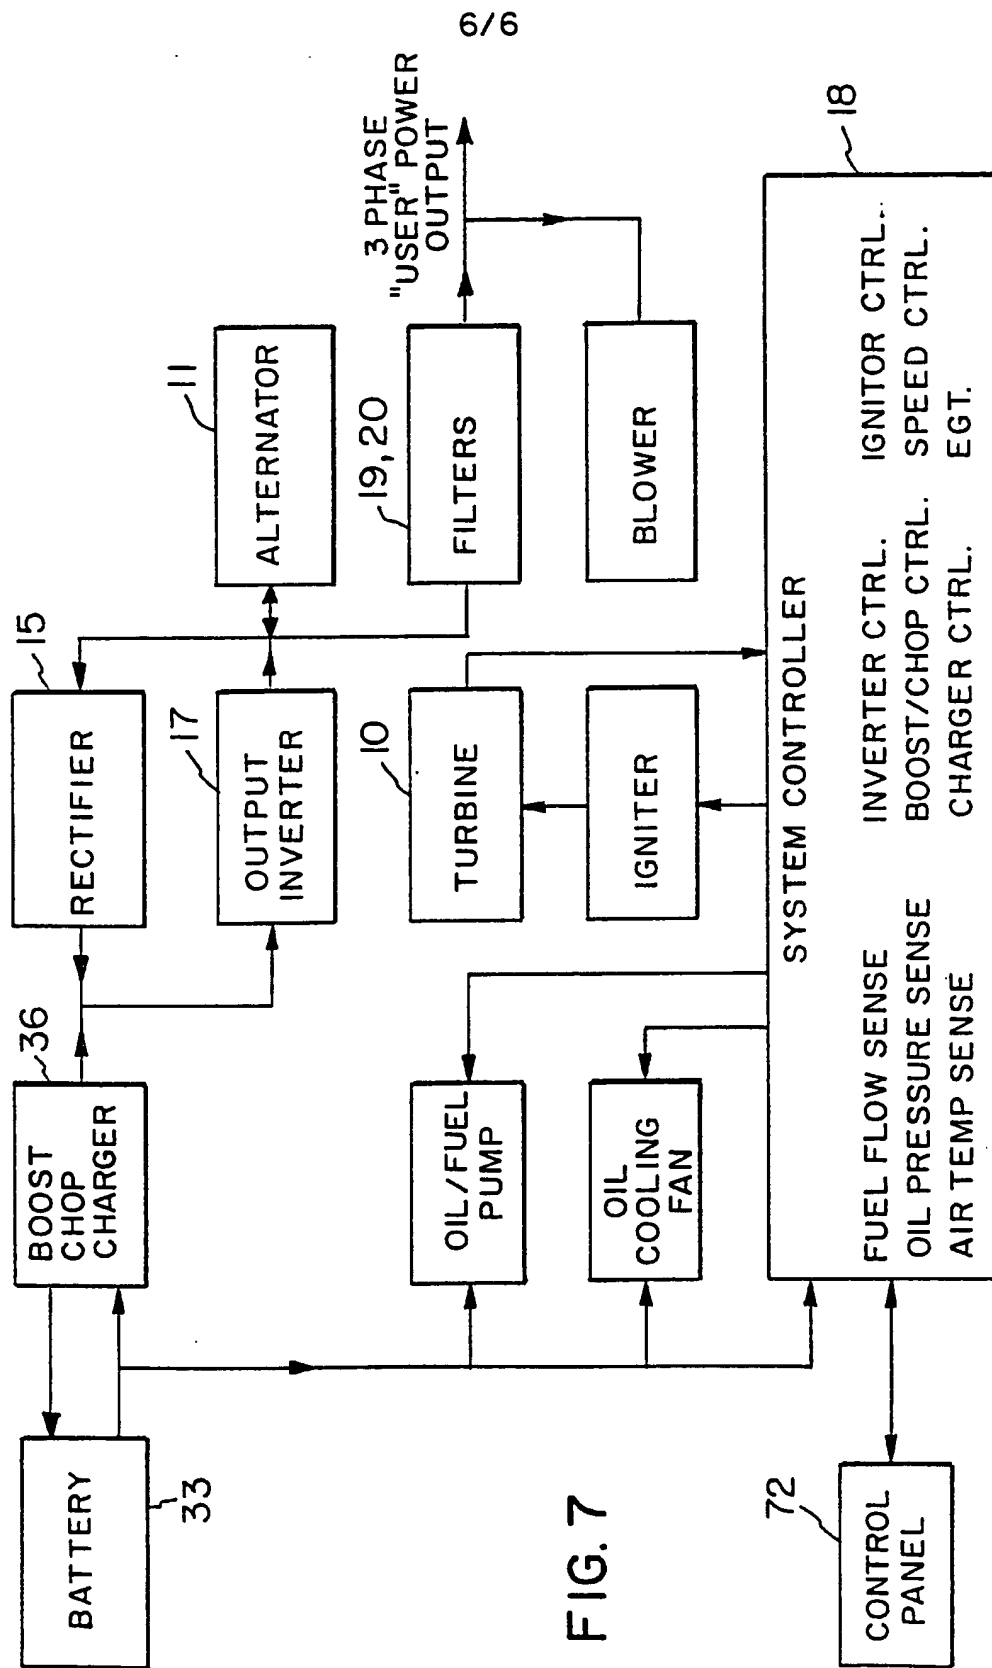 6/9
BATTERY
33
BOOST
CHOP
CHARGER
36
RECTIFIER
15
OUTPUT
INVERTER
17
ALTERNATOR
11
FILTERS
19, 20
3 PHASE
"USER" POWER
OUTPUT
BLOWER
TURBINE
10
IGNITER
OIL/FUEL
PUMP
OIL
COOLING
FAN
SYSTEM CONTROLLER
18
FUEL FLOW SENSE
OIL PRESSURE SENSE
AIR TEMP SENSE
INVERTER CTRL.
BOOST/CHOP CTRL.
CHARGER CTRL.
IGNITOR CTRL.
SPEED CTRL.
EGT.
CONTROL
PANEL
72
FIG. 7